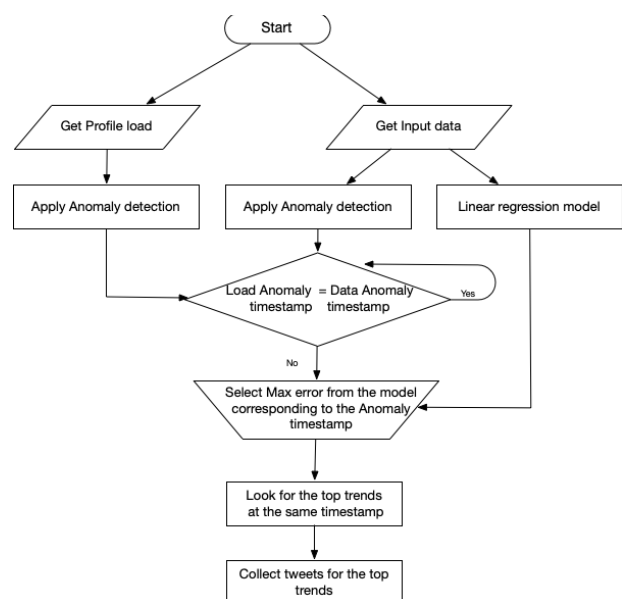 Start
Get Profile load
Get Input data
Apply Anomaly detection
Apply Anomaly detection
Linear regression model
Load Anomaly = Data Anomaly
timestamp timestamp
Yes
No
Select Max error from the model
corresponding to the Anomaly
timestamp
Look for the top trends
at the same timestamp
Collect tweets for the top
trends